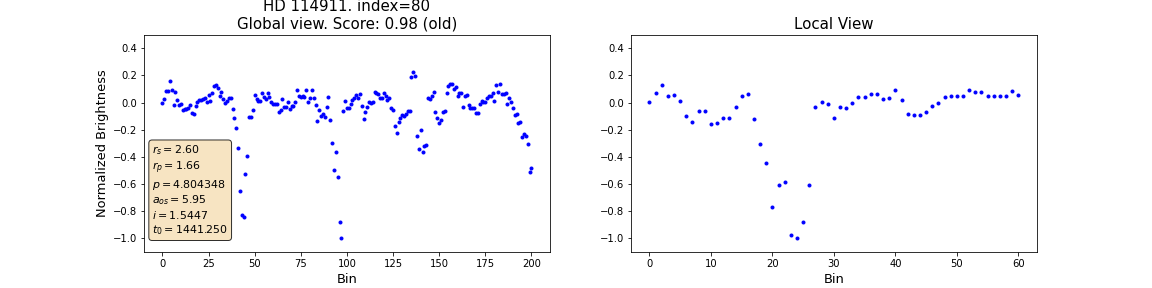 HD 114911. index=80
Global view. Score: 0.98 (old)
Local View
Normalized Brightness
0.4
0.2
0.0
−0.2
−0.4
−0.6
−0.8
−1.0
r_s = 2.60
r_p = 1.66
p = 4.804348
a_os = 5.95
i = 1.5447
t_0 = 1441.250
0 25 50 75 100 125 150 175 200
Bin
0.4
0.2
0.0
−0.2
−0.4
−0.6
−0.8
−1.0
0 10 20 30 40 50 60
Bin